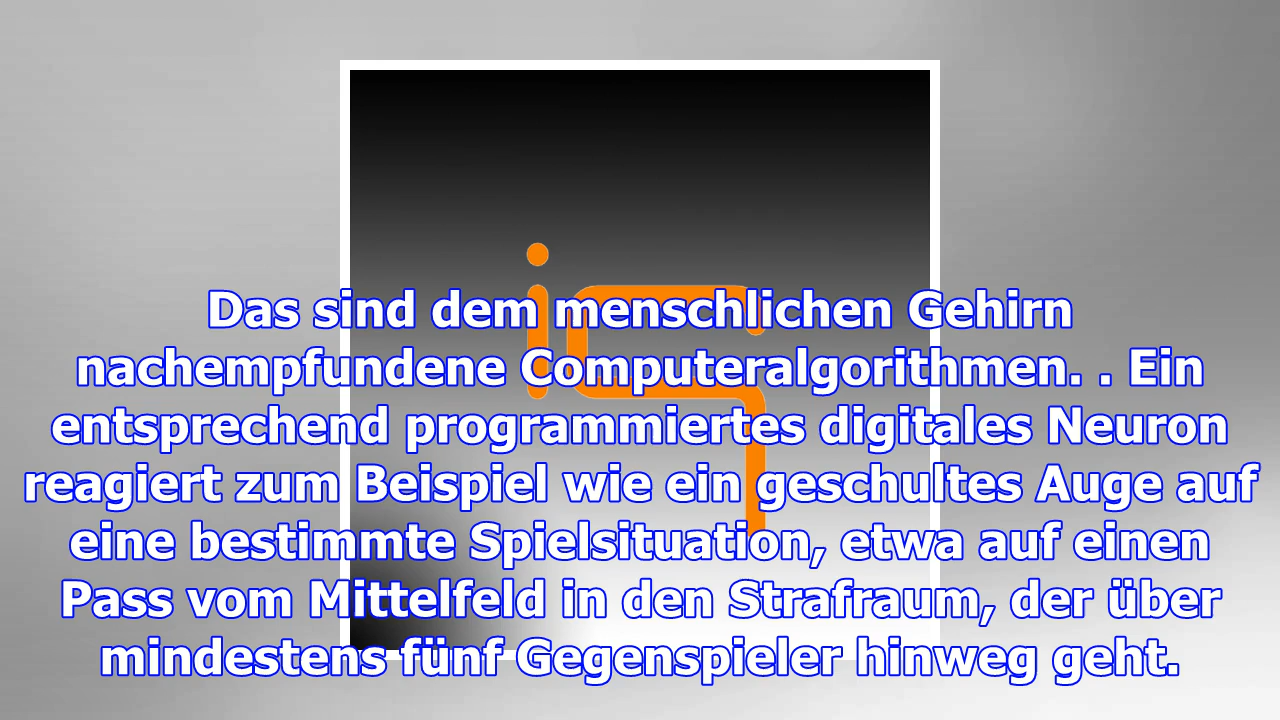 Das sind dem menschlichen Gehirn
nachempfundene Computeralgorithmen. . Ein
entsprechend programmiertes digitales Neuron
reagiert zum Beispiel wie ein geschultes Auge auf
eine bestimmte Spielsituation, etwa auf einen
Pass vom Mittelfeld in den Strafraum, der über
mindestens fünf Gegenspieler hinweg geht.